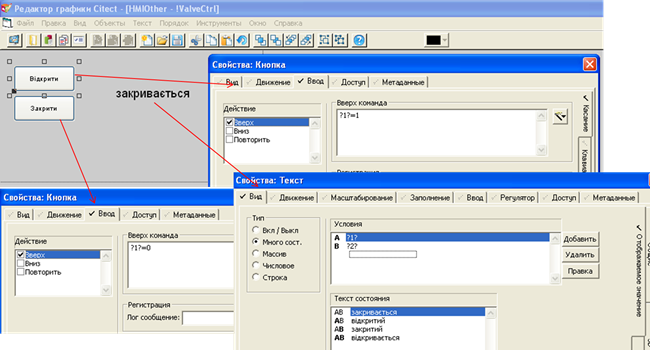 Редактор графики Citect - [HMIOther - !ValveCtrl]
Файл Правка Вид Объекты Текст Порядок Инструменты Окно Справка
Відкрити
Закрити
закривається
Свойства: Кнопка
Вид Движение Ввод Доступ Метаданные
Действие
Вверх
Вниз
Повторить
Вверх команда
?1?=1
Касание
Клавиа
Свойства: Кнопка
Вид Движение Ввод Доступ Метаданные
Действие
Вверх
Вниз
Повторить
Вверх команда
?1?=0
Регистрация
Лог сообщение:
Свойства: Текст
Вид Движение Масштабирование Заполнение Ввод Регулятор Доступ Метаданные
Тип
Вкл / Выкл
Много сост.
Массив
Числовое
Строка
Условия
A ?1?
B ?2?
Добавить
Удалить
Правка
Текст состояния
AB закривається
AB відкритий
AB закритий
AB відкривається
Отображаемое значение